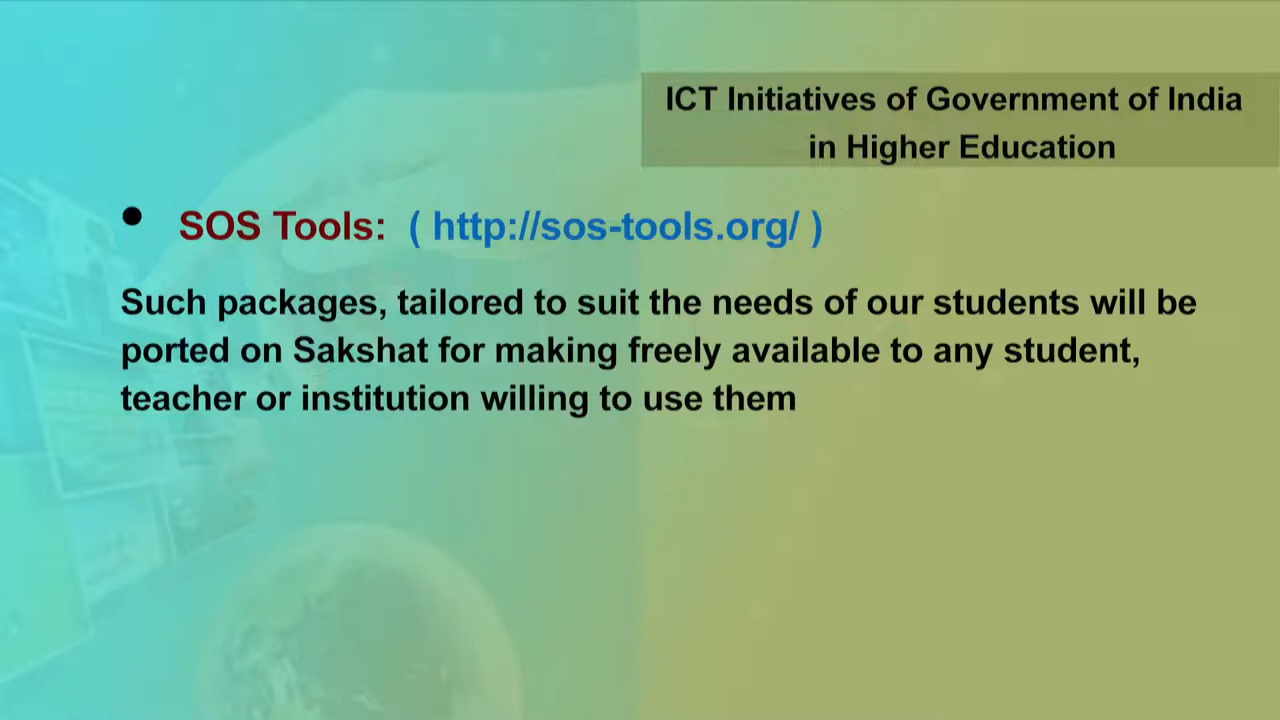 ICT Initiatives of Government of India
in Higher Education
• SOS Tools: ( http://sos-tools.org/ )
Such packages, tailored to suit the needs of our students will be
ported on Sakshat for making freely available to any student,
teacher or institution willing to use them